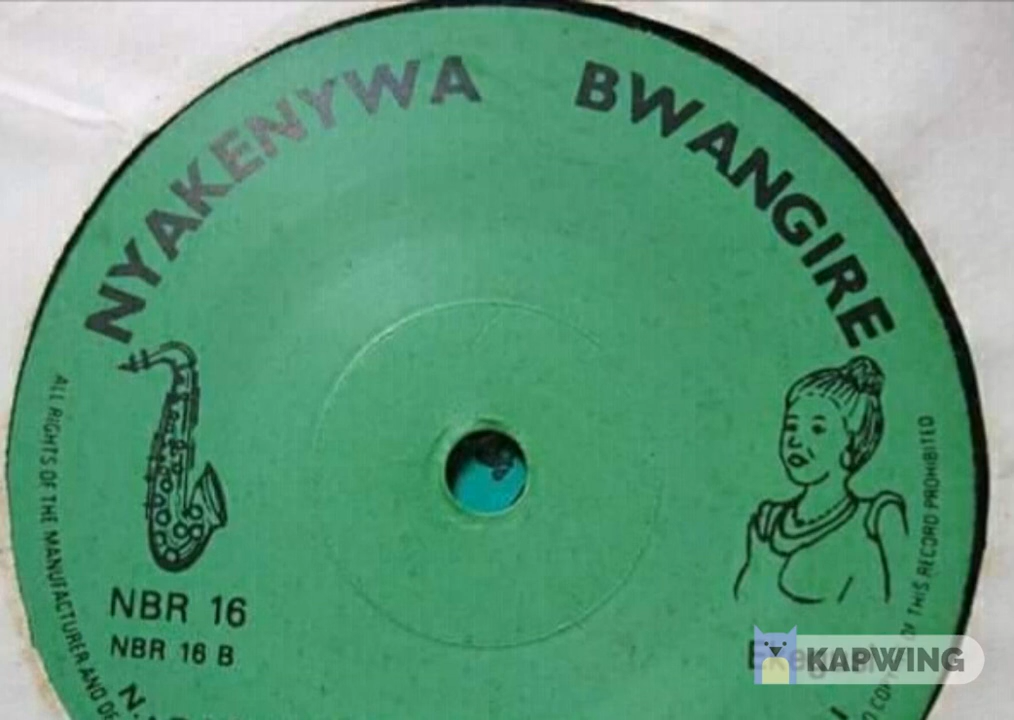 NYAKENYWA BWANGIRE
ALL RIGHTS OF THE MANUFACTURER AND OF
OF THIS RECORD PROHIBITED
NBR 16
NBR 16 B
KAPWING